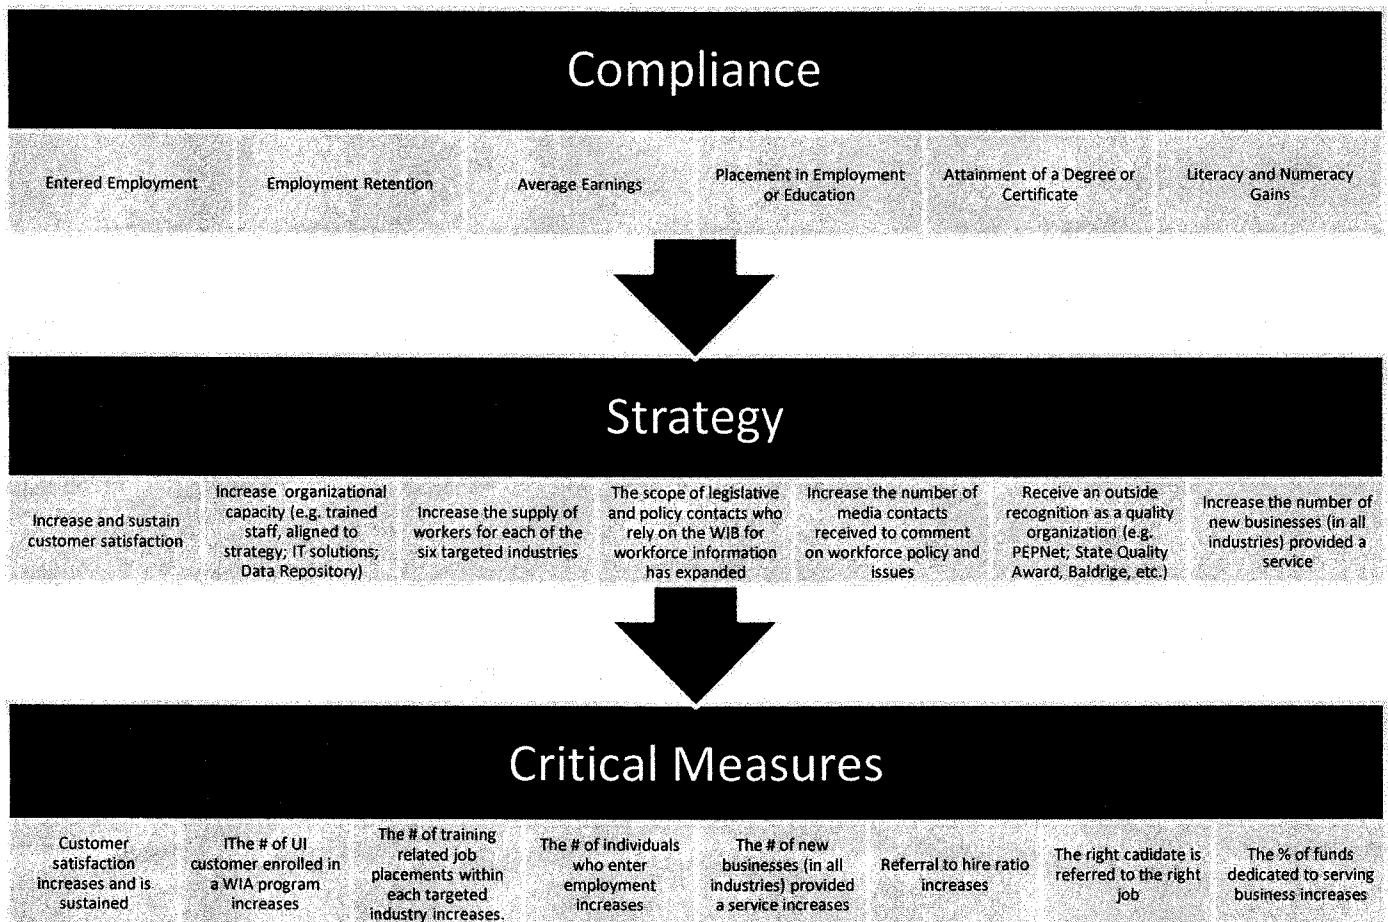 Compliance
Entered Employment
Employment Retention
Average Earnings
Placement in Employment
or Education
Attainment of a Degree or
Certificate
Literacy and Numeracy
Gains
Strategy
Increase and sustain
customer satisfaction
Increase organizational
capacity (e.g. trained
staff, aligned to
strategy; IT solutions;
Data Repository)
Increase the supply of
workers for each of the
six targeted industries
The scope of legislative
and policy contacts who
rely on the WIB for
workforce information
has expanded
Increase the number of
media contacts
received to comment
on workforce policy and
issues
Receive an outside
recognition as a quality
organization (e.g.
PEPNet; State Quality
Award, Baldrige, etc.)
Increase the number of
new businesses (in all
industries) provided a
service
Critical Measures
Customer
satisfaction
increases and is
sustained
IThe # of UI
customer enrolled in
a WIA program
increases
The # of training
related job
placements within
each targeted
industry increases.
The # of individuals
who enter
employment
increases
The # of new
businesses (in all
industries) provided
a service increases
Referral to hire ratio
increases
The right cadidate is
referred to the right
job
The % of funds
dedicated to serving
business increases